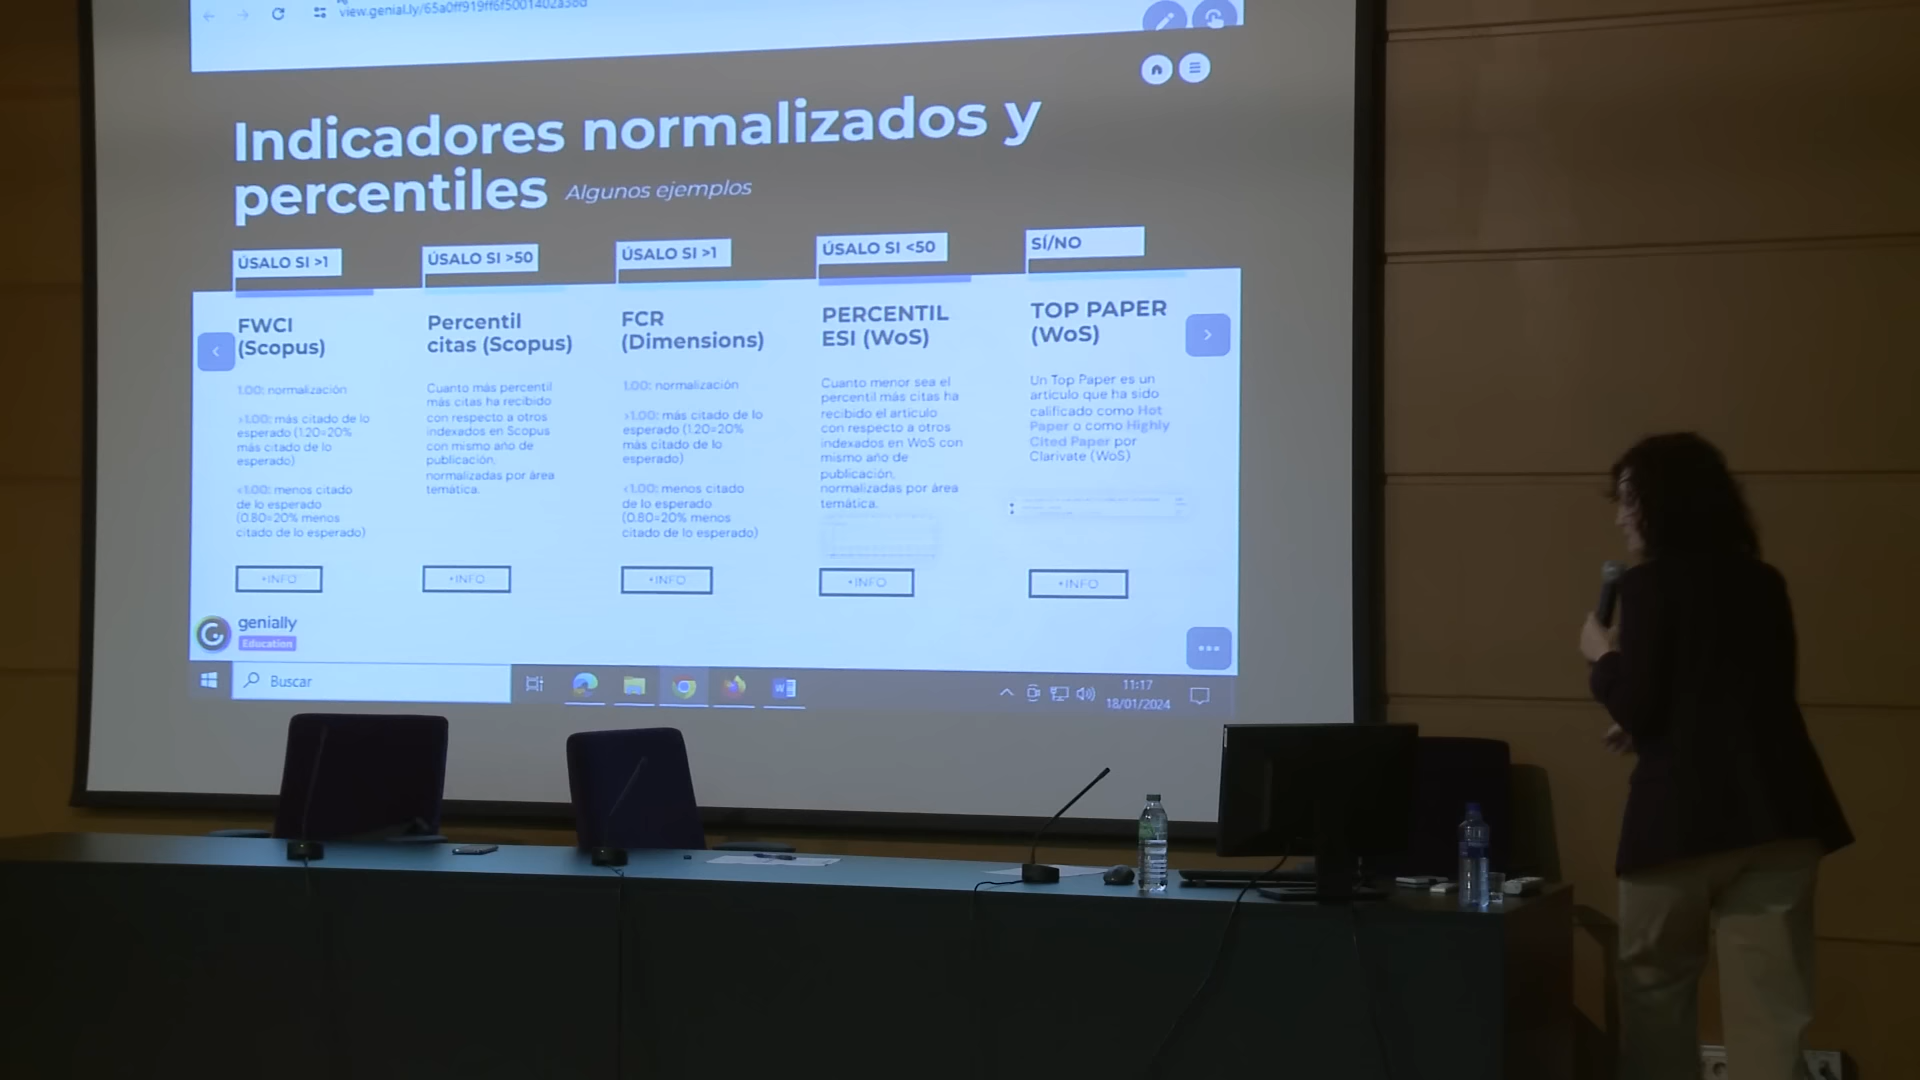 view.genial.ly/65a0ff919ff6f5001402a38d
Indicadores normalizados y
percentiles Algunos ejemplos
ÚSALO SI >1
FWCI
(Scopus)
1.00: normalización
>1.00: más citado de lo
esperado (1.20=20%
más citado de lo
esperado)
<1.00: menos citado
de lo esperado
(0.80=20% menos
citado de lo esperado)
+INFO
ÚSALO SI >50
Percentil
citas (Scopus)
Cuanto más percentil
más citas ha recibido
con respecto a otros
indexados en Scopus
con mismo año de
publicación,
normalizadas por área
temática.
+INFO
ÚSALO SI >1
FCR
(Dimensions)
1.00: normalización
>1.00: más citado de lo
esperado (1.20=20%
más citado de lo
esperado)
<1.00: menos citado
de lo esperado
(0.80=20% menos
citado de lo esperado)
+INFO
ÚSALO SI <50
PERCENTIL
ESI (WoS)
Cuanto menor sea el
percentil más citas ha
recibido el artículo
con respecto a otros
indexados en WoS con
mismo año de
publicación,
normalizadas por área
temática.
+INFO
SÍ/NO
TOP PAPER
(WoS)
Un Top Paper es un
artículo que ha sido
calificado como Hot
Paper o como Highly
Cited Paper por
Clarivate (WoS)
+INFO
genially
Education
Buscar
11:17
18/01/2024